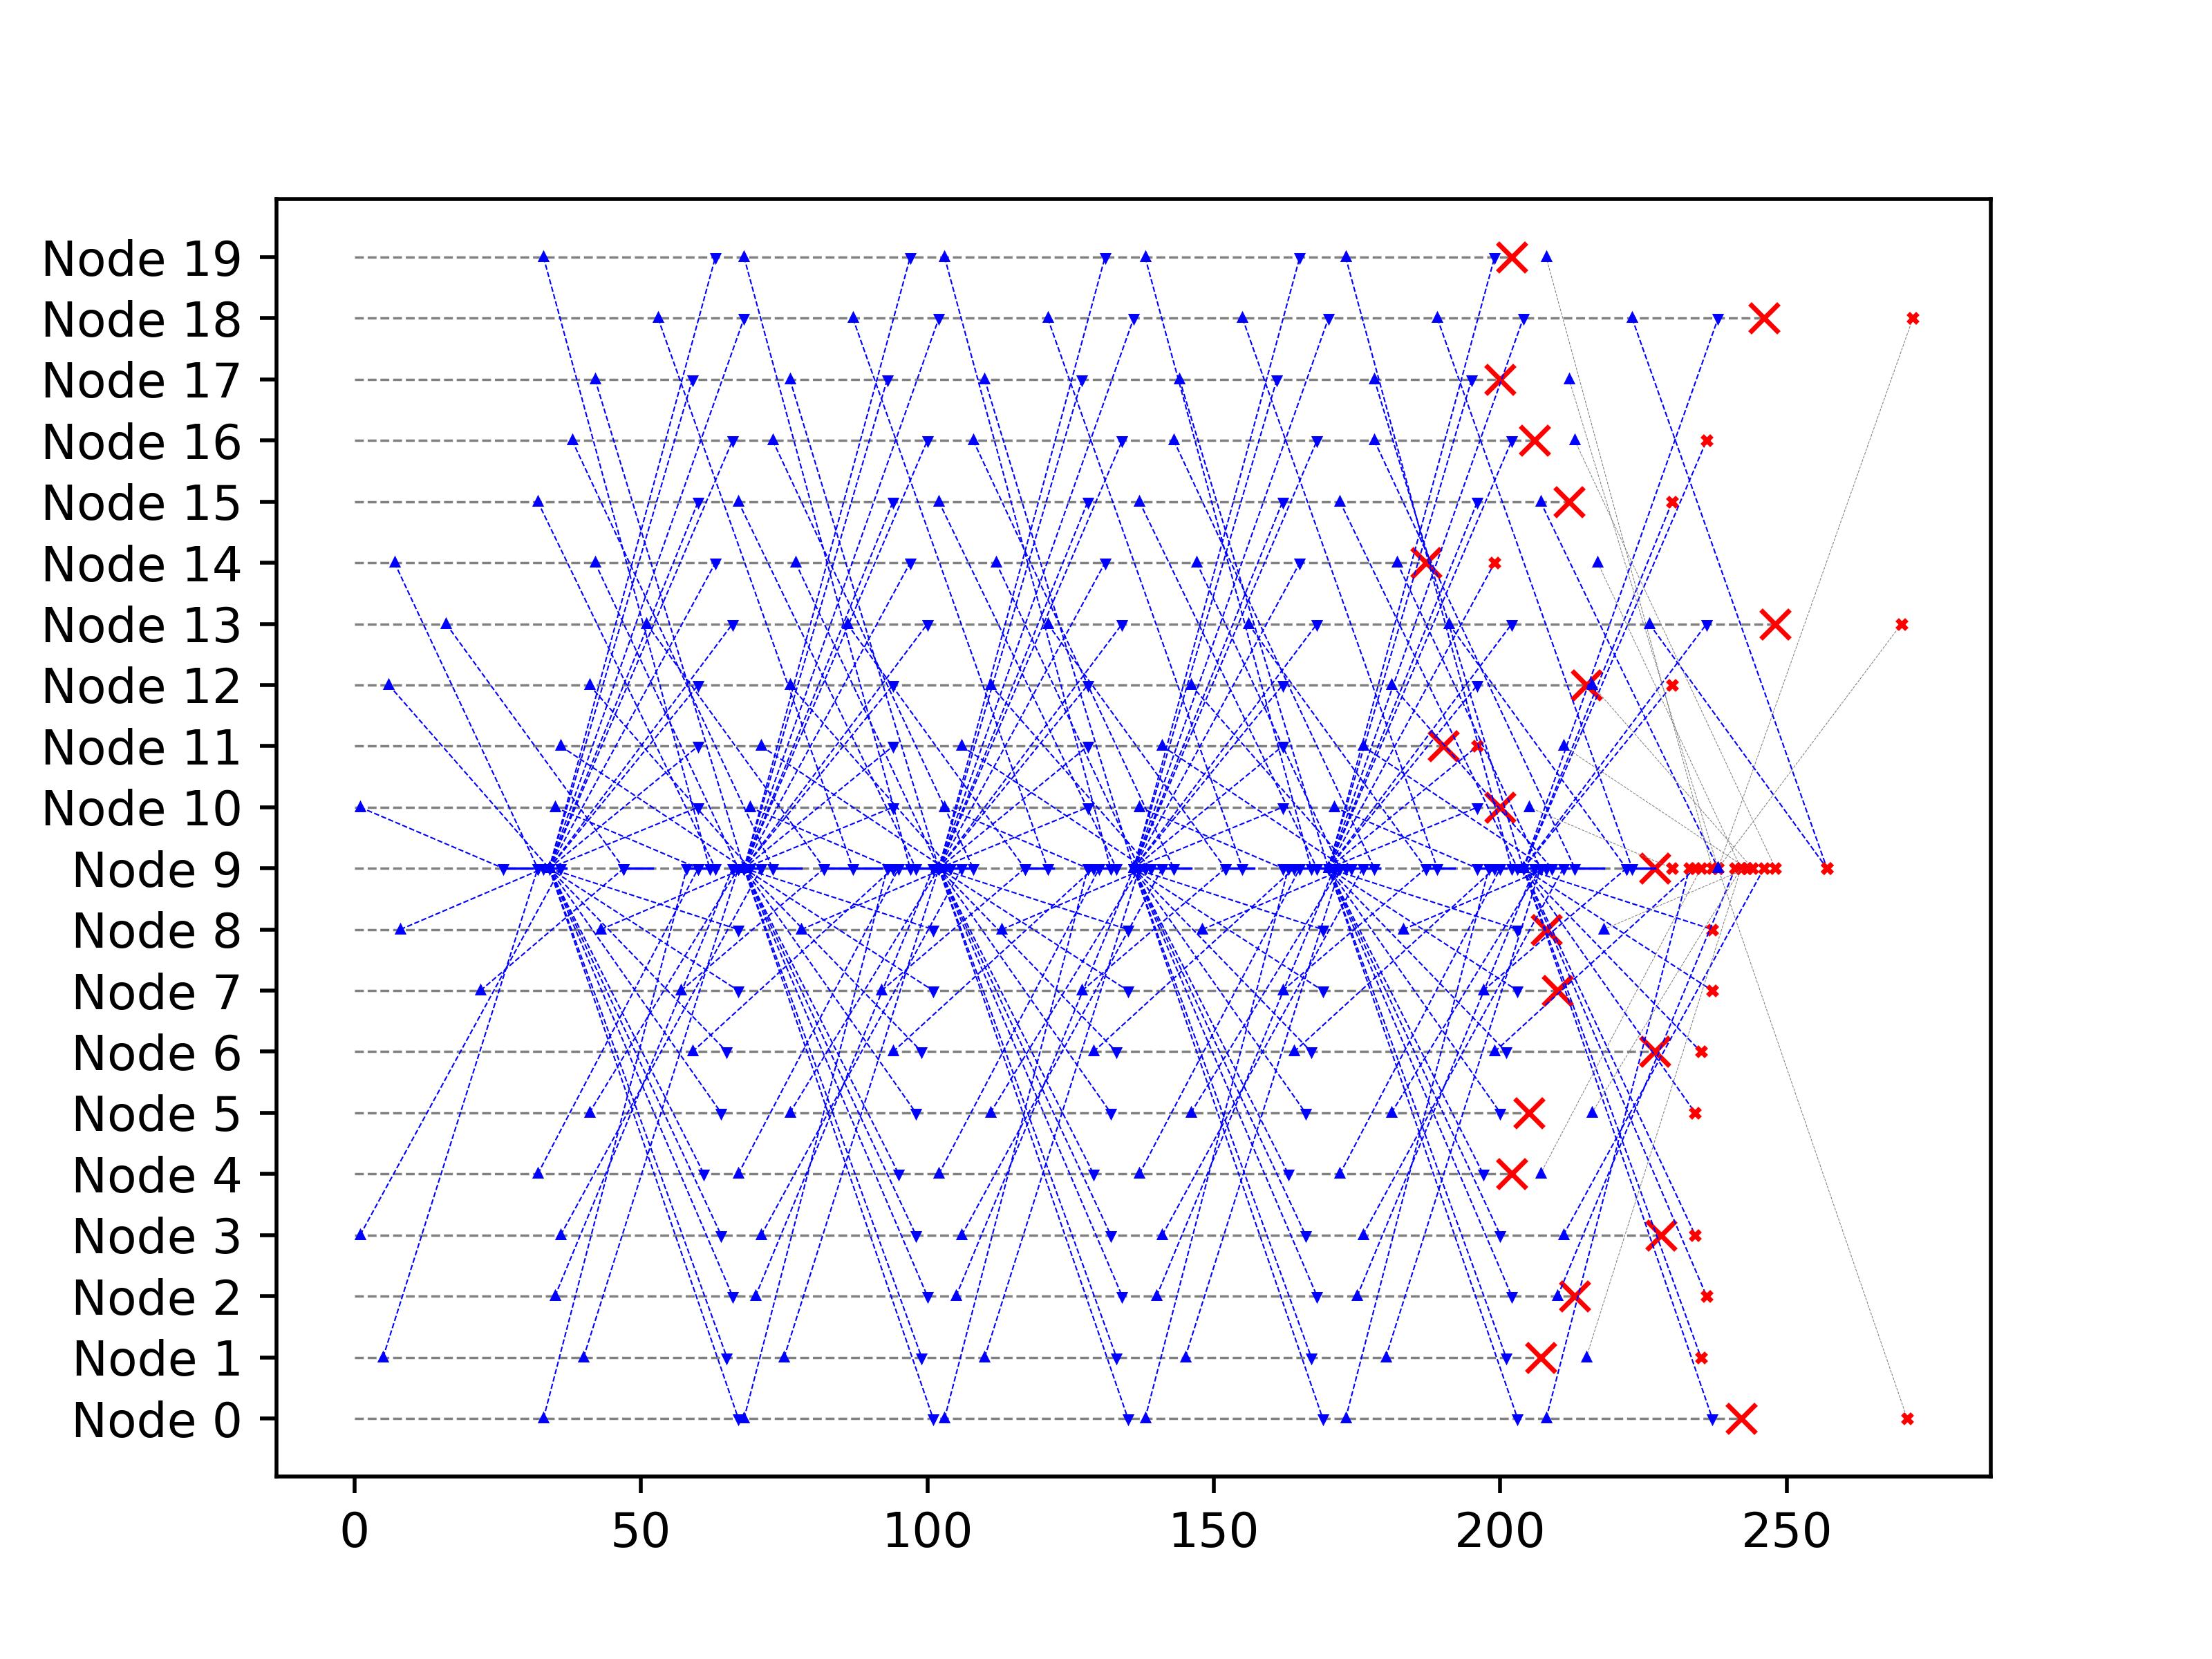 Node 19
Node 18
Node 17
Node 16
Node 15
Node 14
Node 13
Node 12
Node 11
Node 10
Node 9
Node 8
Node 7
Node 6
Node 5
Node 4
Node 3
Node 2
Node 1
Node 0
0 50 100 150 200 250